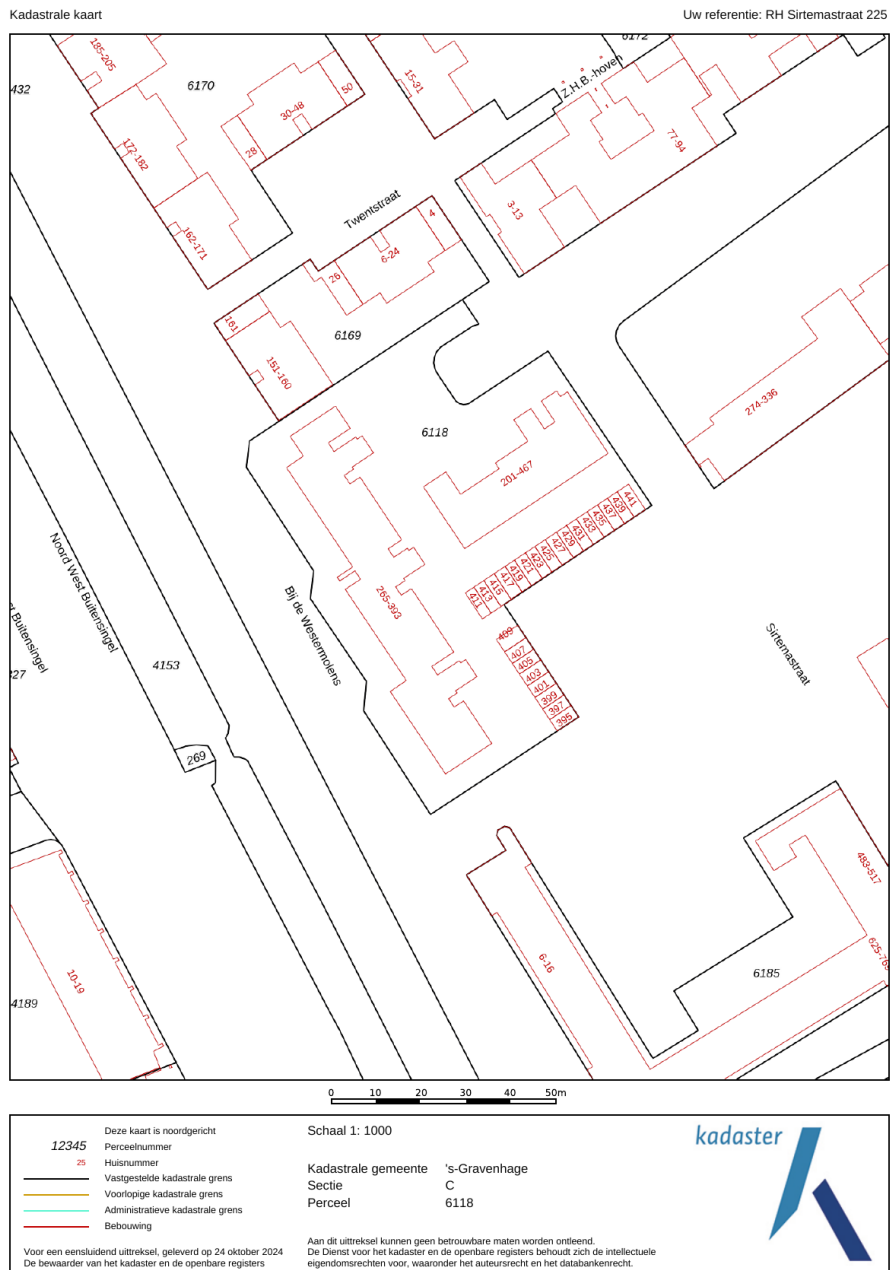 Kadastrale kaart
Uw referentie: RH Sirtemastraat 225
185-205
6170
432
50
30-48
28
172-182
162-171
15-31
6172
Z.H.B.-hoven
77-94
3-13
Twentstraat
4
6-24
26
161
6169
151-160
6118
274-336
201-467
441
439
437
435
433
431
429
427
425
423
421
419
417
415
413
411
409
407
405
403
401
399
397
395
265-393
Noord West Buitensingel
st Buitensingel
Bij de Westermolens
Sirtemastraat
4153
269
10-19
4189
6-16
6185
483-517
0 10 20 30 40 50m
Deze kaart is noordgericht
12345 Perceelnummer
25 Huisnummer
Vastgestelde kadastrale grens
Voorlopige kadastrale grens
Administratieve kadastrale grens
Bebouwing
Voor een eensluidend uittreksel, geleverd op 24 oktober 2024
De bewaarder van het kadaster en de openbare registers
Schaal 1: 1000
Kadastrale gemeente 's-Gravenhage
Sectie C
Perceel 6118
Aan dit uittreksel kunnen geen betrouwbare maten worden ontleend.
De Dienst voor het kadaster en de openbare registers behoudt zich de intellectuele
eigendomsrechten voor, waaronder het auteursrecht en het databankenrecht.
kadaster